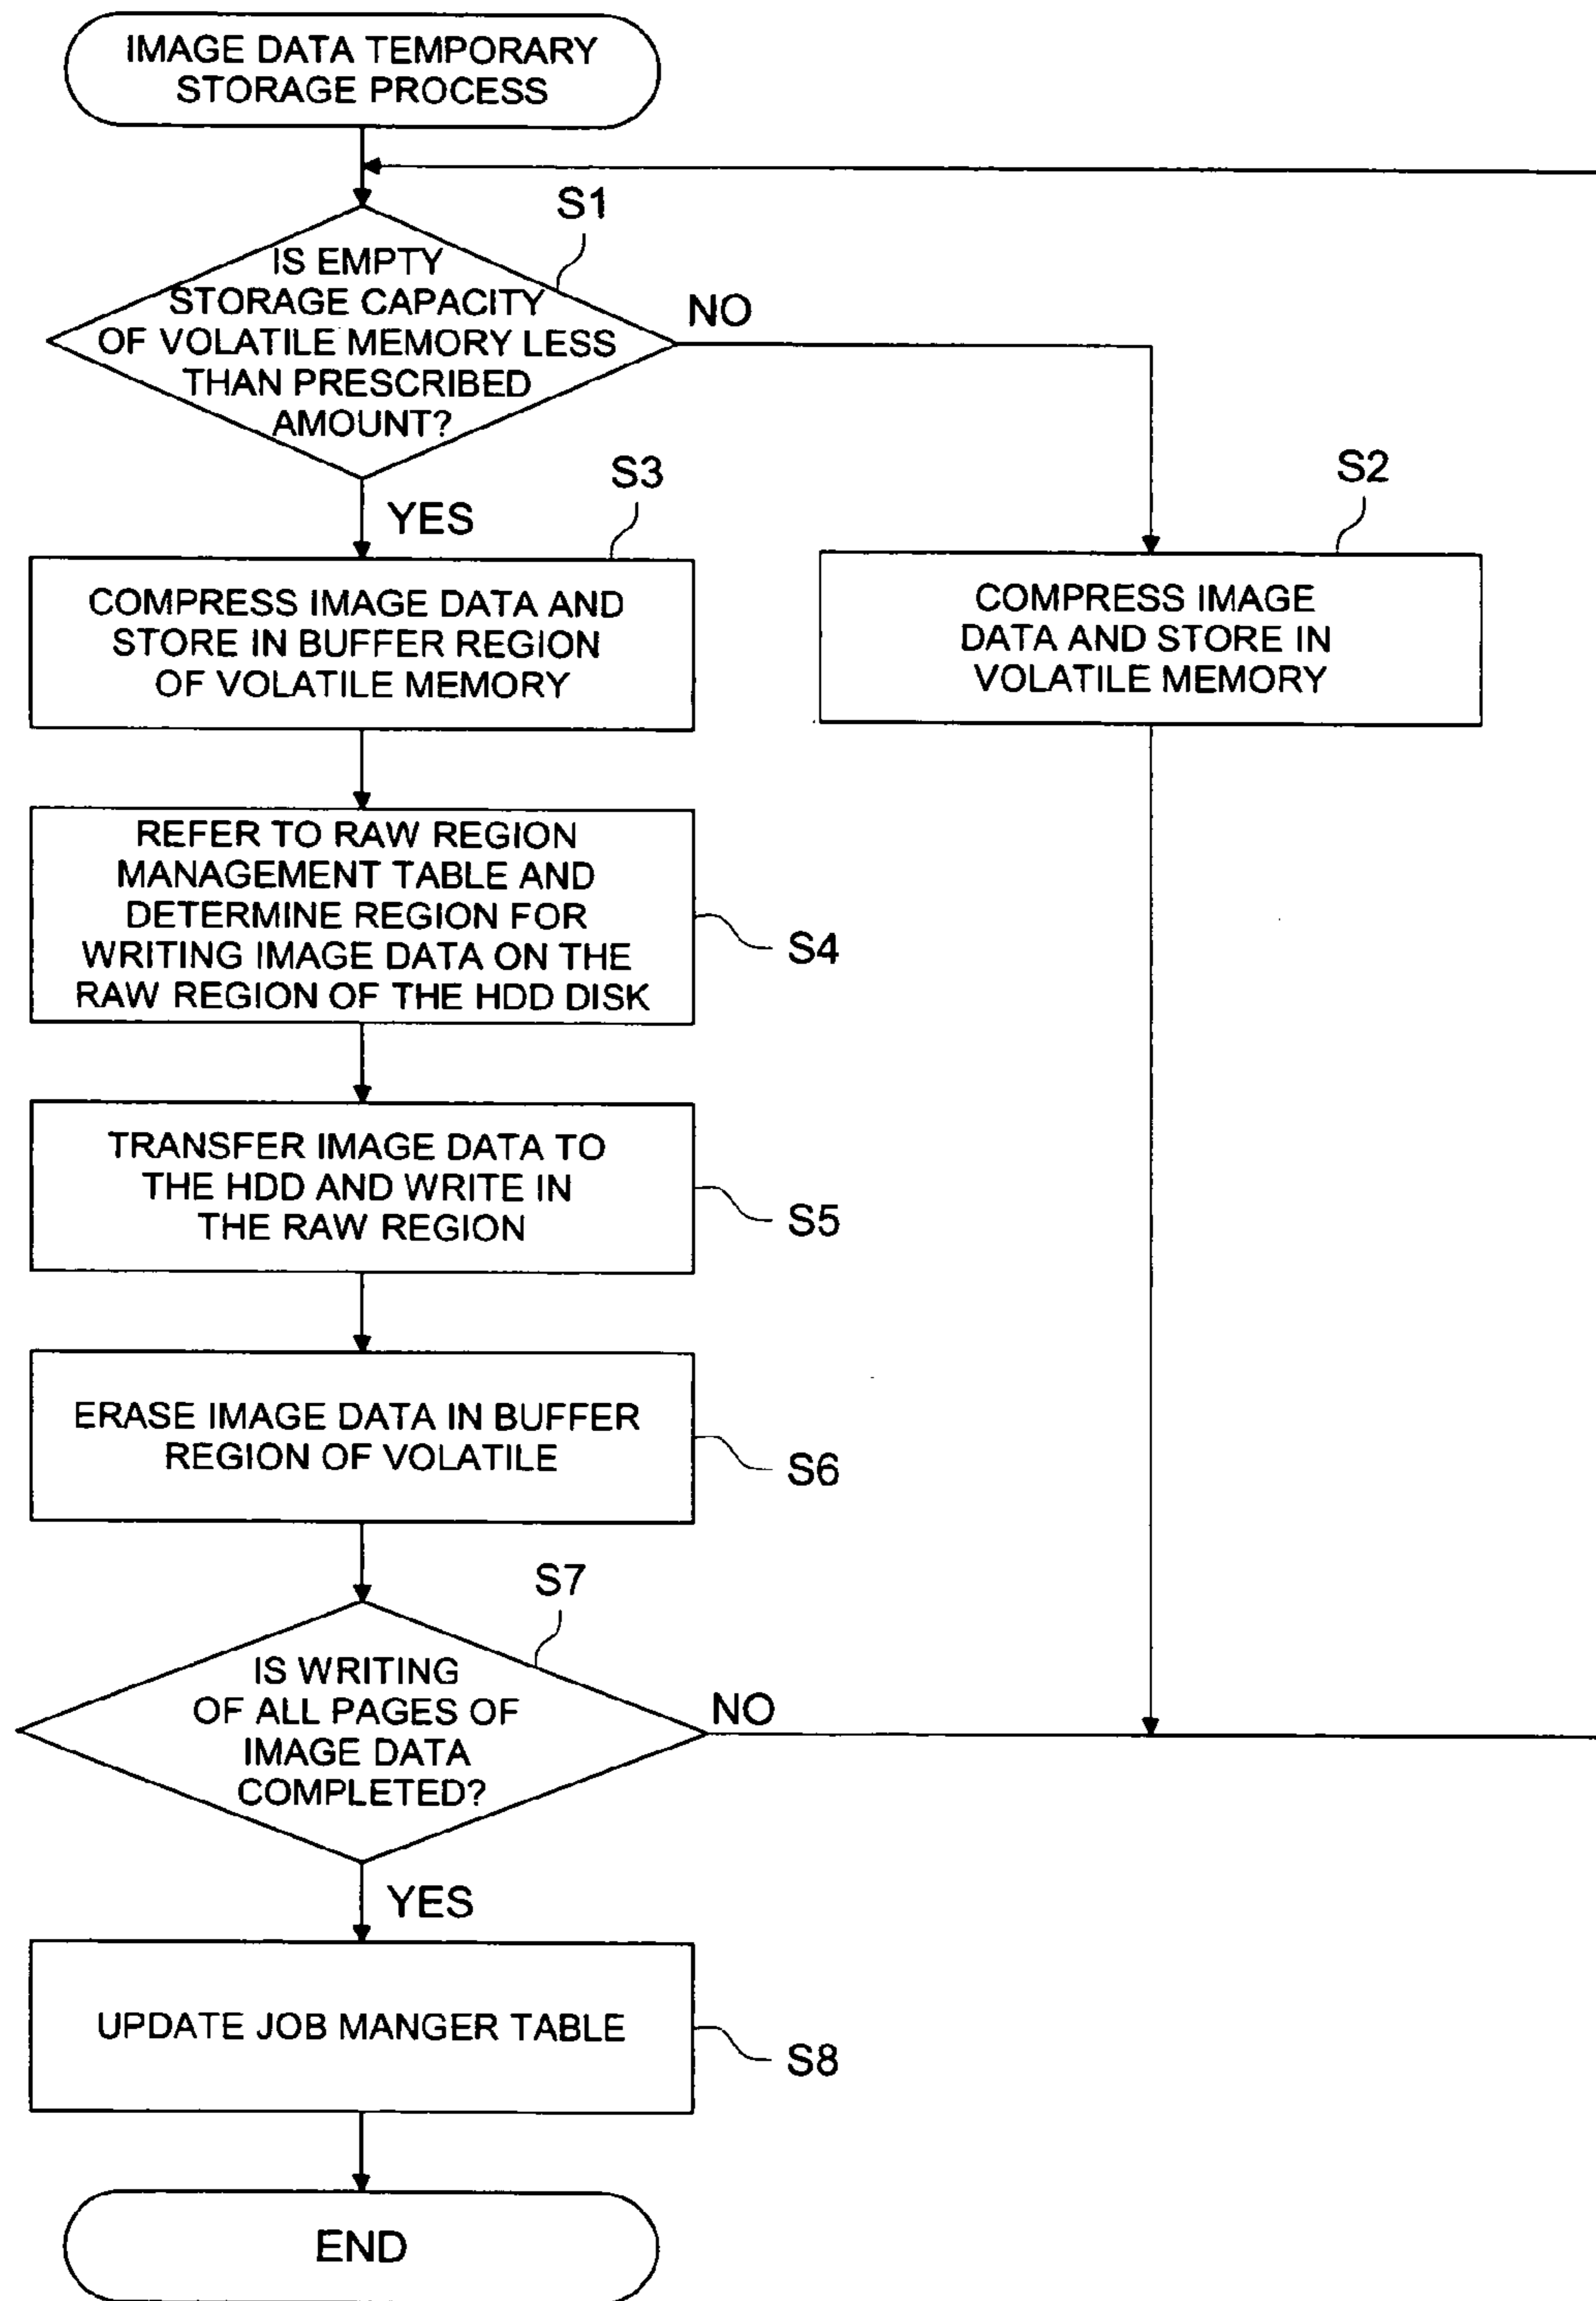 IMAGE DATA TEMPORARY
STORAGE PROCESS
S1
IS EMPTY
STORAGE CAPACITY
OF VOLATILE MEMORY LESS
THAN PRESCRIBED
AMOUNT?
NO
YES
S3
COMPRESS IMAGE DATA AND
STORE IN BUFFER REGION
OF VOLATILE MEMORY
S2
COMPRESS IMAGE
DATA AND STORE IN
VOLATILE MEMORY
REFER TO RAW REGION
MANAGEMENT TABLE AND
DETERMINE REGION FOR
WRITING IMAGE DATA ON THE
RAW REGION OF THE HDD DISK
S4
TRANSFER IMAGE DATA TO
THE HDD AND WRITE IN
THE RAW REGION
S5
ERASE IMAGE DATA IN BUFFER
REGION OF VOLATILE
S6
S7
IS WRITING
OF ALL PAGES OF
IMAGE DATA
COMPLETED?
NO
YES
UPDATE JOB MANGER TABLE
S8
END